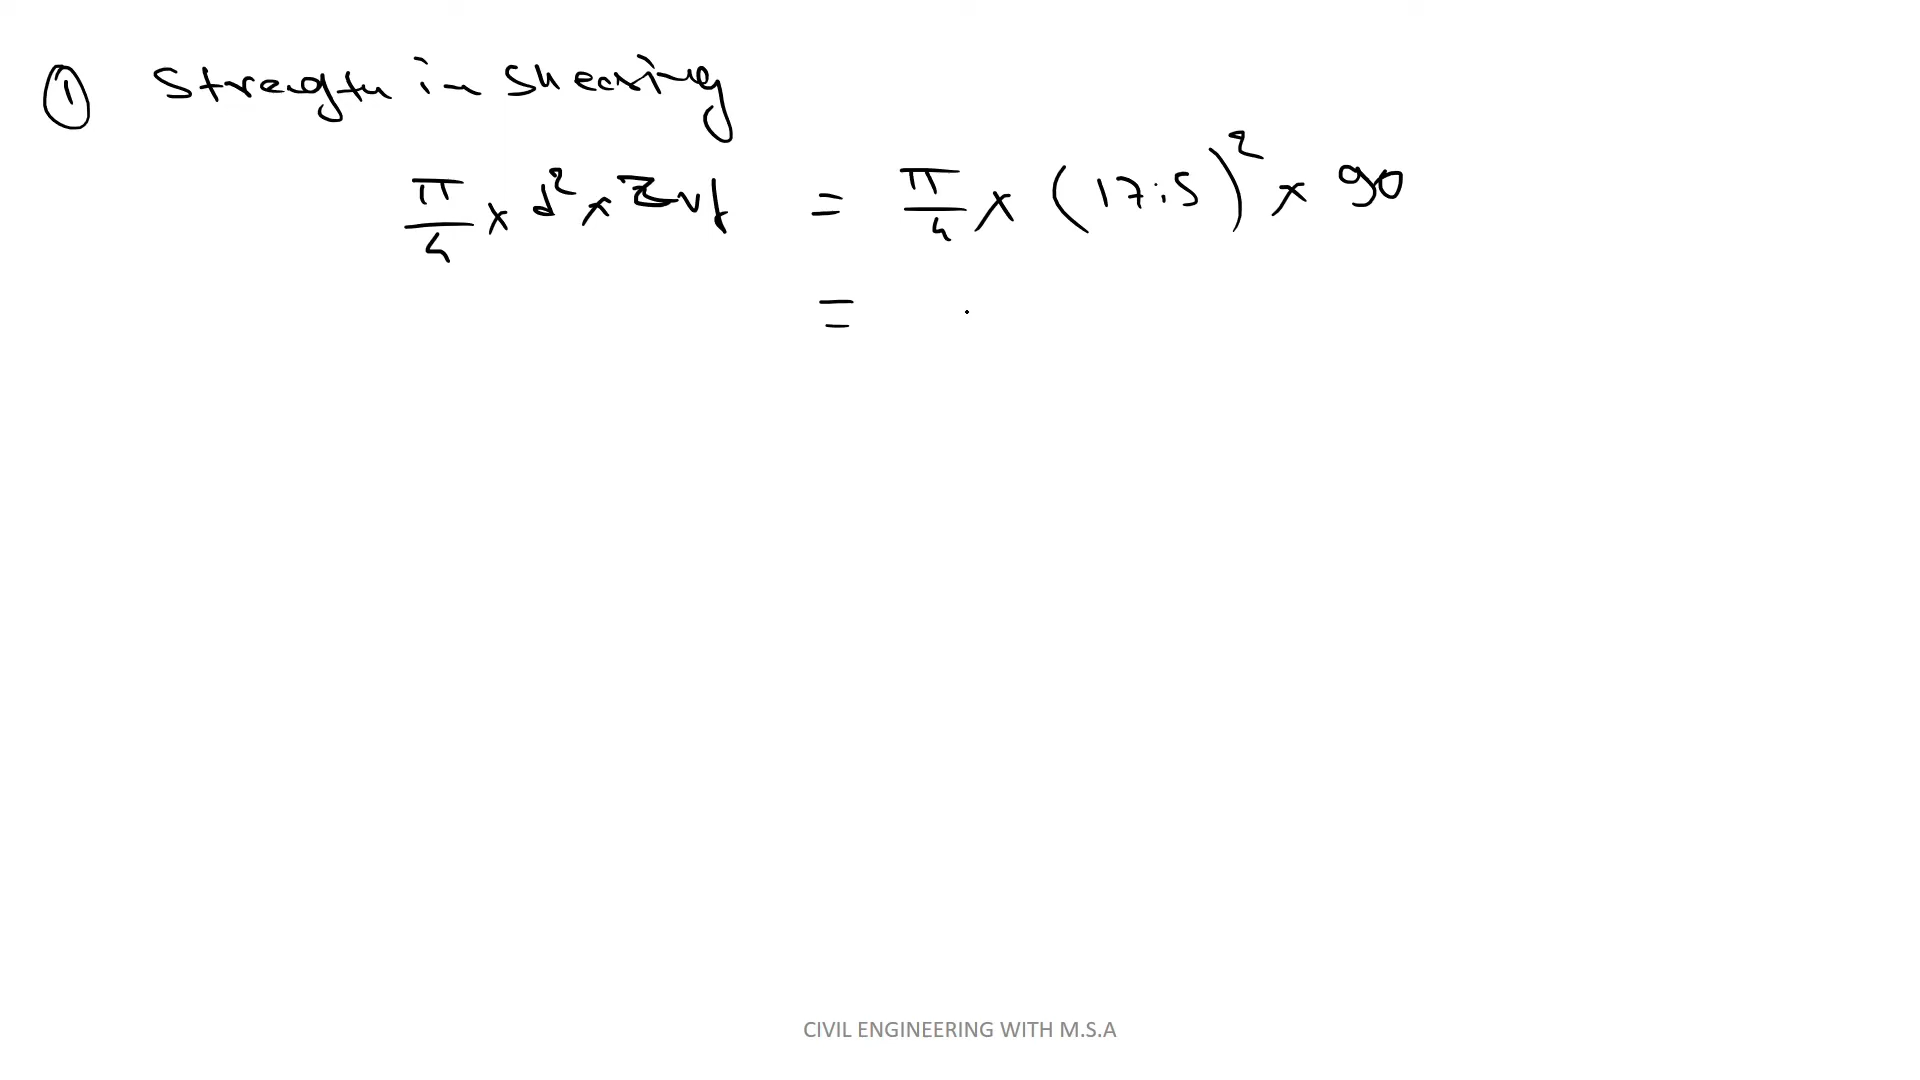 ① Strength in shearing
π/4 × d² × τvf = π/4 × (17.5)² × 90
=
CIVIL ENGINEERING WITH M.S.A